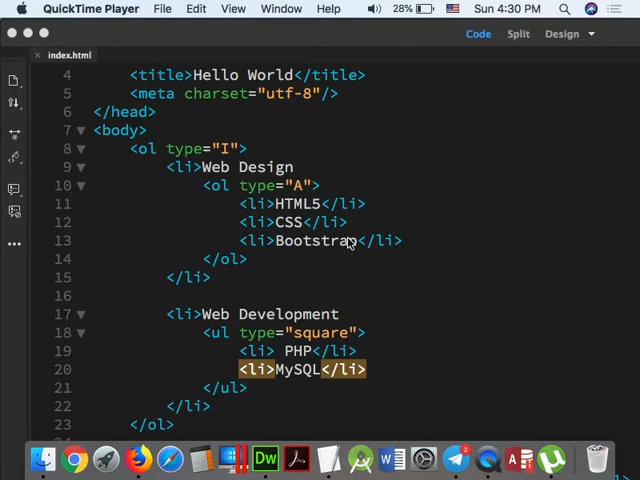 QuickTime Player File Edit View Window Help 28% Sun 4:30 PM
Code Split Design
× index.html
4 <title>Hello World</title>
5 <meta charset="utf-8"/>
6 </head>
7 <body>
8 <ol type="I">
9 <li>Web Design
10 <ol type="A">
11 <li>HTML5</li>
12 <li>CSS</li>
13 <li>Bootstrap</li>
14 </ol>
15 </li>
16
17 <li>Web Development
18 <ul type="square">
19 <li> PHP</li>
20 <li>MySQL</li>
21 </ul>
22 </li>
23 </ol>
Dw W 2 A µ